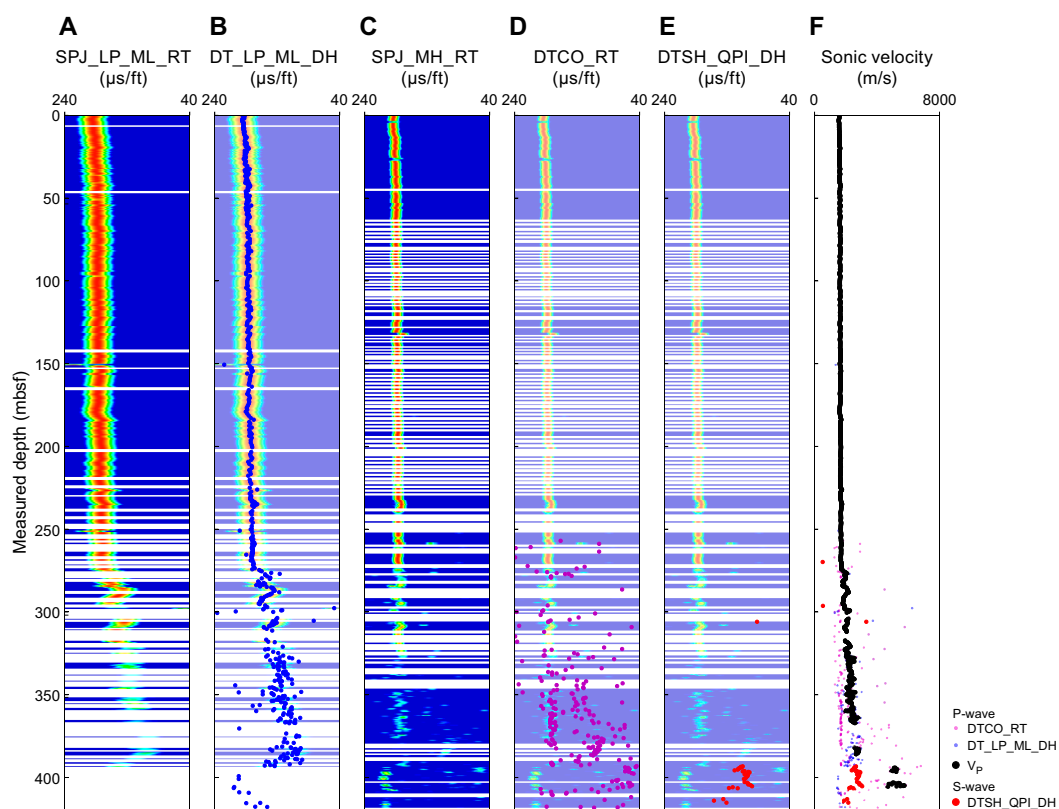 A B C D E F
SPJ_LP_ML_RT DT_LP_ML_DH SPJ_MH_RT DTCO_RT DTSH_QPI_DH Sonic velocity
(µs/ft) (µs/ft) (µs/ft) (µs/ft) (µs/ft) (m/s)
240 40 240 40 240 40 240 40 240 40 0 8000
0
50
100
150
200
250
300
350
400
Measured depth (mbsf)
P-wave
DTCO_RT
DT_LP_ML_DH
VP
S-wave
DTSH_QPI_DH